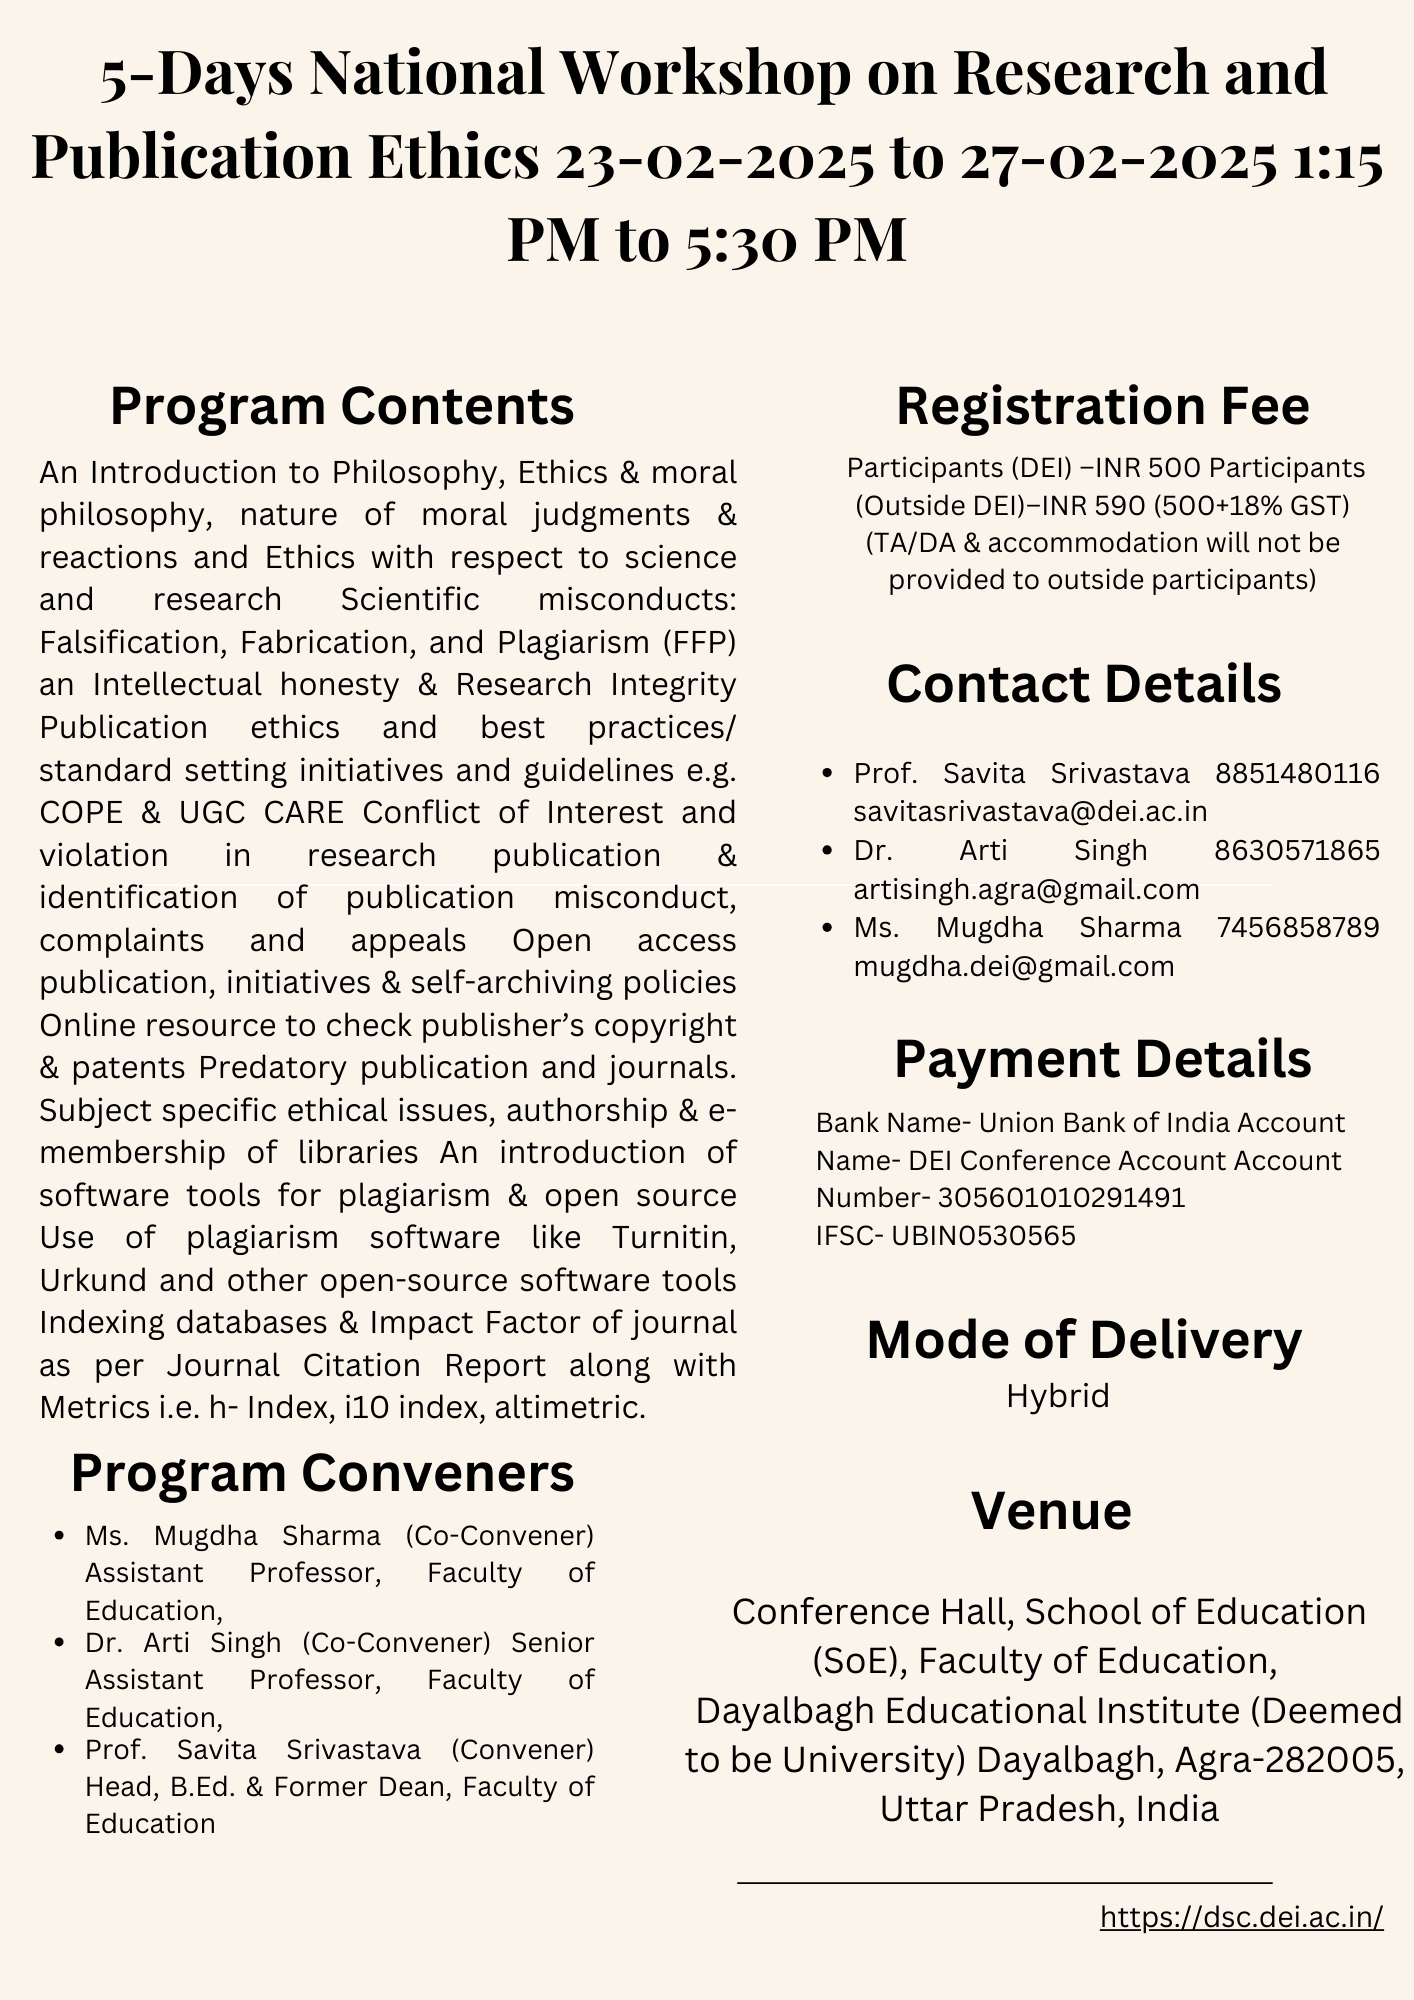 5-Days National Workshop on Research and
Publication Ethics 23-02-2025 to 27-02-2025 1:15
PM to 5:30 PM
Program Contents
An Introduction to Philosophy, Ethics & moral
philosophy, nature of moral judgments &
reactions and Ethics with respect to science
and research Scientific misconducts:
Falsification, Fabrication, and Plagiarism (FFP)
an Intellectual honesty & Research Integrity
Publication ethics and best practices/
standard setting initiatives and guidelines e.g.
COPE & UGC CARE Conflict of Interest and
violation in research publication &
identification of publication misconduct,
complaints and appeals Open access
publication, initiatives & self-archiving policies
Online resource to check publisher’s copyright
& patents Predatory publication and journals.
Subject specific ethical issues, authorship & e-
membership of libraries An introduction of
software tools for plagiarism & open source
Use of plagiarism software like Turnitin,
Urkund and other open-source software tools
Indexing databases & Impact Factor of journal
as per Journal Citation Report along with
Metrics i.e. h- Index, i10 index, altimetric.
Program Conveners
• Ms. Mugdha Sharma (Co-Convener)
Assistant Professor, Faculty of
Education,
• Dr. Arti Singh (Co-Convener) Senior
Assistant Professor, Faculty of
Education,
• Prof. Savita Srivastava (Convener)
Head, B.Ed. & Former Dean, Faculty of
Education
Registration Fee
Participants (DEI) –INR 500 Participants
(Outside DEI)–INR 590 (500+18% GST)
(TA/DA & accommodation will not be
provided to outside participants)
Contact Details
• Prof. Savita Srivastava 8851480116
savitasrivastava@dei.ac.in
• Dr. Arti Singh 8630571865
artisingh.agra@gmail.com
• Ms. Mugdha Sharma 7456858789
mugdha.dei@gmail.com
Payment Details
Bank Name- Union Bank of India Account
Name- DEI Conference Account Account
Number- 305601010291491
IFSC- UBIN0530565
Mode of Delivery
Hybrid
Venue
Conference Hall, School of Education
(SoE), Faculty of Education,
Dayalbagh Educational Institute (Deemed
to be University) Dayalbagh, Agra-282005,
Uttar Pradesh, India
https://dsc.dei.ac.in/